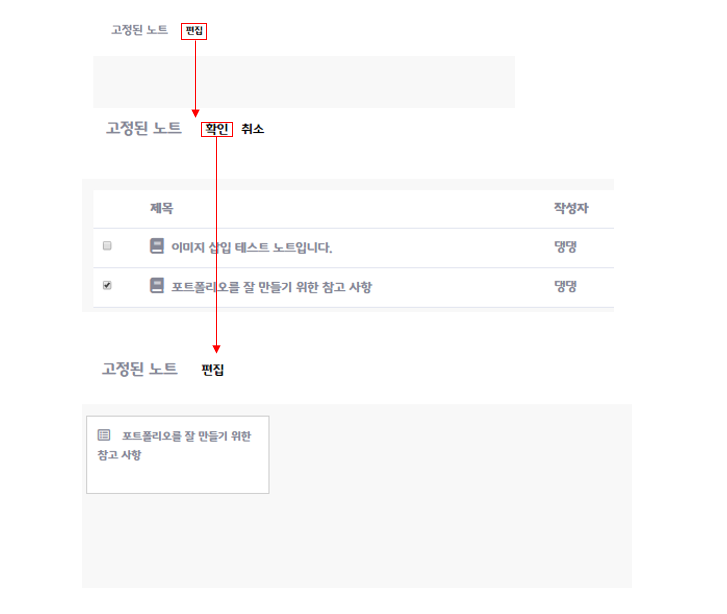 고정된 노트 편집
고정된 노트 확인 취소
제목 작성자
이미지 삽입 테스트 노트입니다. 댕댕
포트폴리오를 잘 만들기 위한 참고 사항 댕댕
고정된 노트 편집
포트폴리오를 잘 만들기 위한
참고 사항